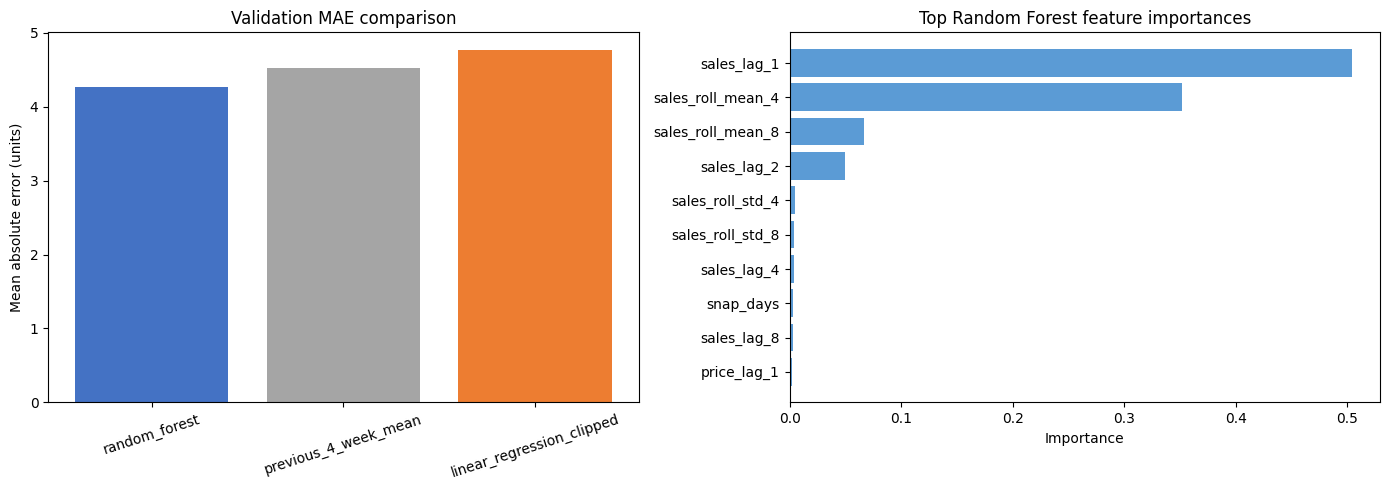 Validation MAE comparison
Mean absolute error (units)
5
4
3
2
1
0
random_forest
previous_4_week_mean
linear_regression_clipped
Top Random Forest feature importances
sales_lag_1
sales_roll_mean_4
sales_roll_mean_8
sales_lag_2
sales_roll_std_4
sales_roll_std_8
sales_lag_4
snap_days
sales_lag_8
price_lag_1
0.0 0.1 0.2 0.3 0.4 0.5
Importance